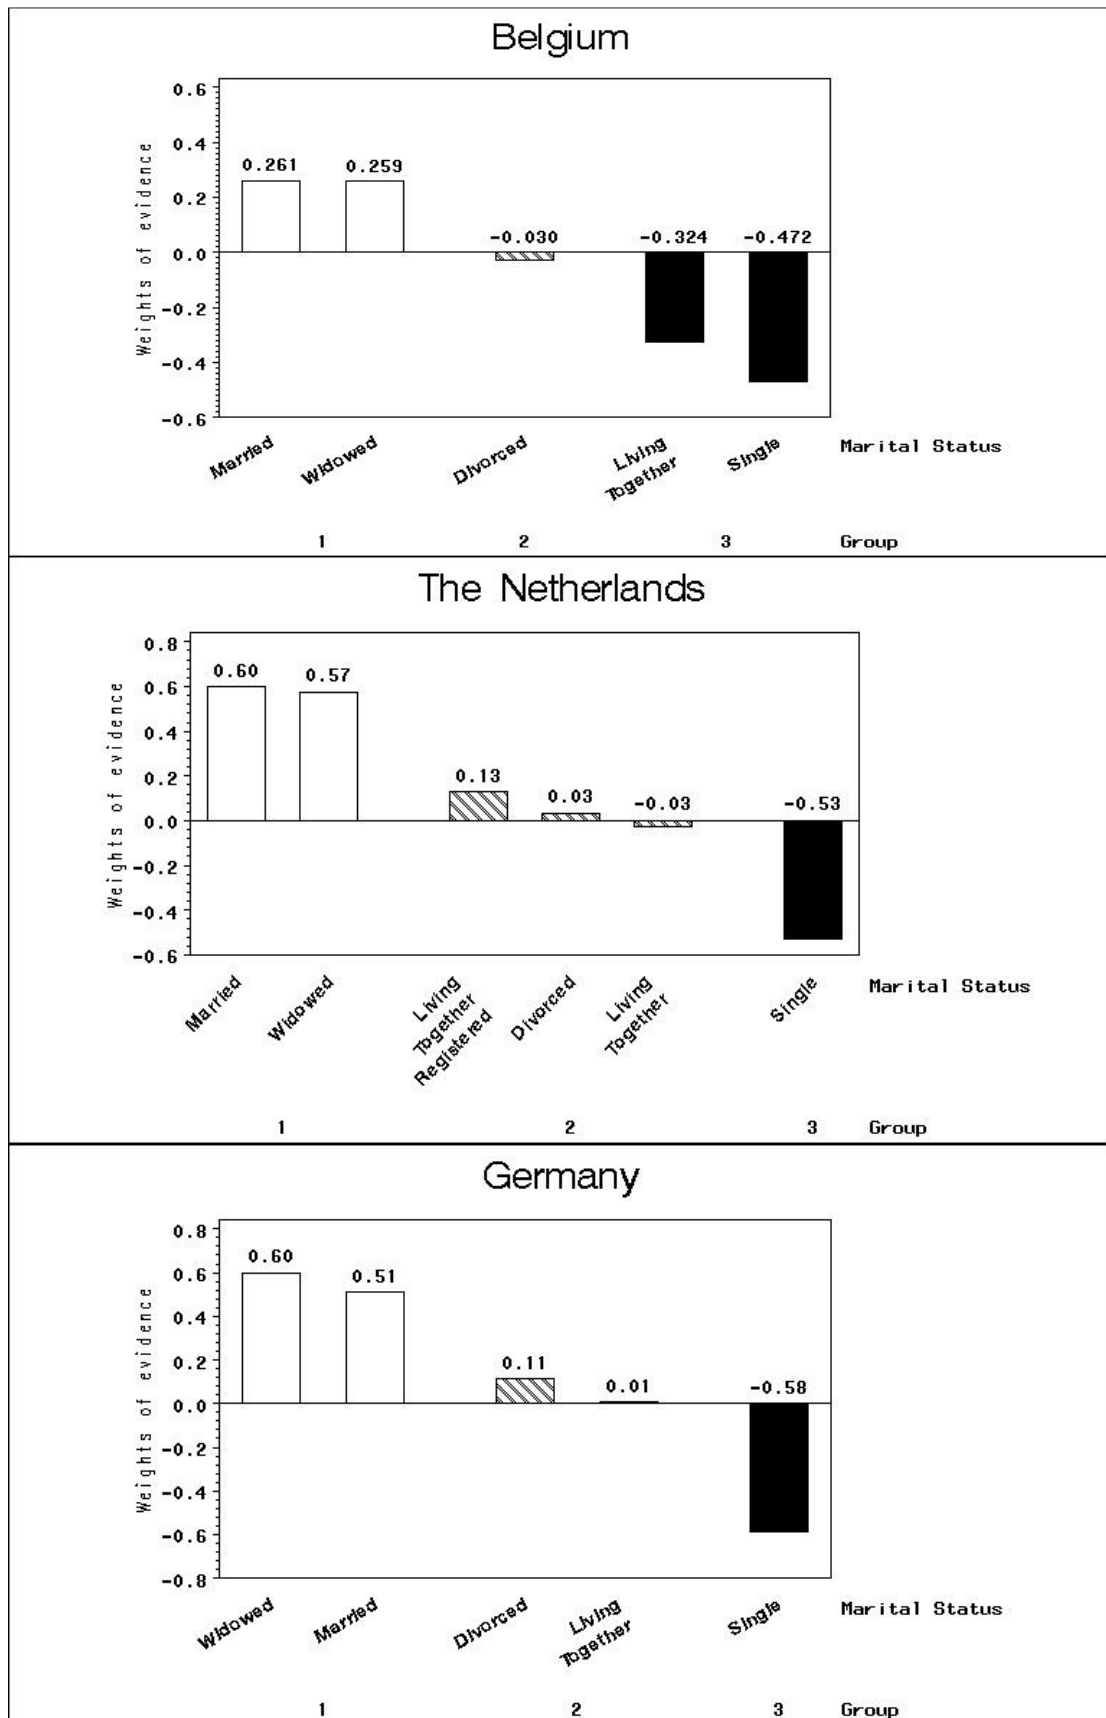 Belgium
Weights of evidence
0.6
0.4
0.2
0.0
-0.2
-0.4
-0.6
0.261 0.259 -0.030 -0.324 -0.472
Married Widowed Divorced Living Together Single Marital Status
1 2 3 Group
The Netherlands
Weights of evidence
0.8
0.6
0.4
0.2
0.0
-0.2
-0.4
-0.6
0.60 0.57 0.13 0.03 -0.03 -0.53
Married Widowed Living Together Registered Divorced Living Together Single Marital Status
1 2 3 Group
Germany
Weights of evidence
0.8
0.6
0.4
0.2
0.0
-0.2
-0.4
-0.6
-0.8
0.60 0.51 0.11 0.01 -0.58
Widowed Married Divorced Living Together Single Marital Status
1 2 3 Group